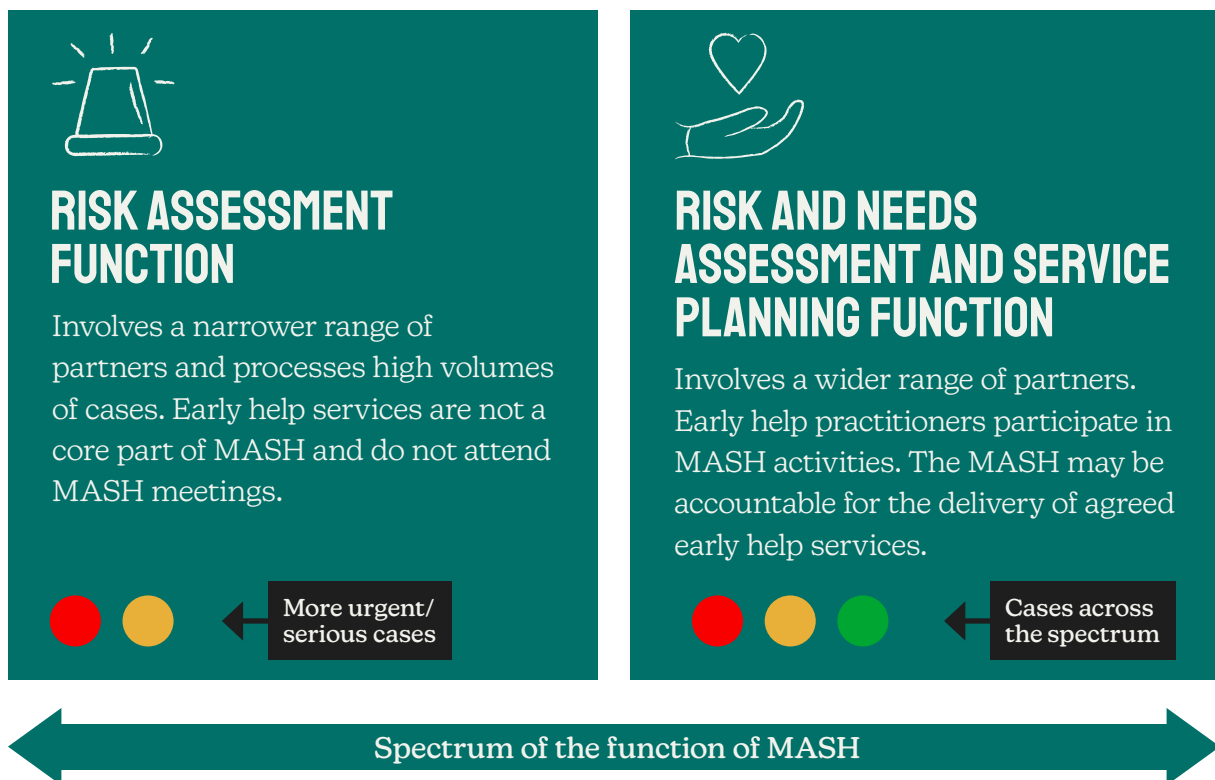 RISK ASSESSMENT
FUNCTION
Involves a narrower range of
partners and processes high volumes
of cases. Early help services are not a
core part of MASH and do not attend
MASH meetings.
More urgent/
serious cases
RISK AND NEEDS
ASSESSMENT AND SERVICE
PLANNING FUNCTION
Involves a wider range of partners.
Early help practitioners participate in
MASH activities. The MASH may be
accountable for the delivery of agreed
early help services.
Cases across
the spectrum
Spectrum of the function of MASH